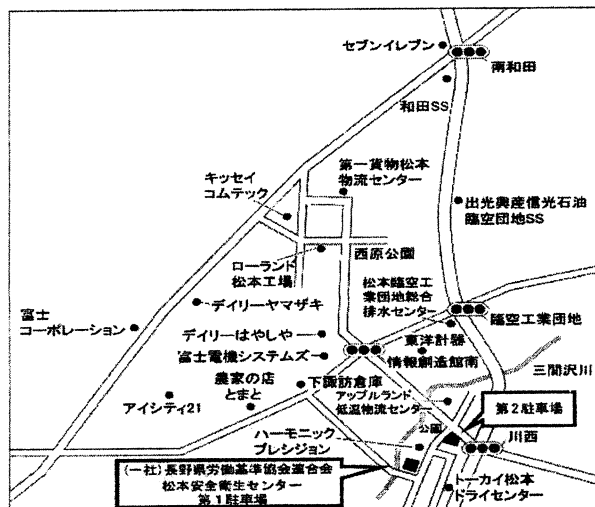 セブンイレブン
南和田
和田SS
第一貨物松本
物流センター
キッセイ
コムテック
出光興産信光石油
臨空団地SS
西原公園
ローランド
松本工場
松本臨空工
業団地総合
排水センター
デイリーヤマザキ
臨空工業団地
富士
コーポレーション
デイリーはやしや
東洋計器
富士電機システムズ
情報創造館南
三間沢川
農家の店
とまと
下諏訪倉庫
アイシティ21
アップルランド
低温物流センター
第2駐車場
公園
川西
ハーモニック
プレシジョン
(一社)長野県労働基準協会連合会
松本安全衛生センター
第1駐車場
トーカイ松本
ドライセンター